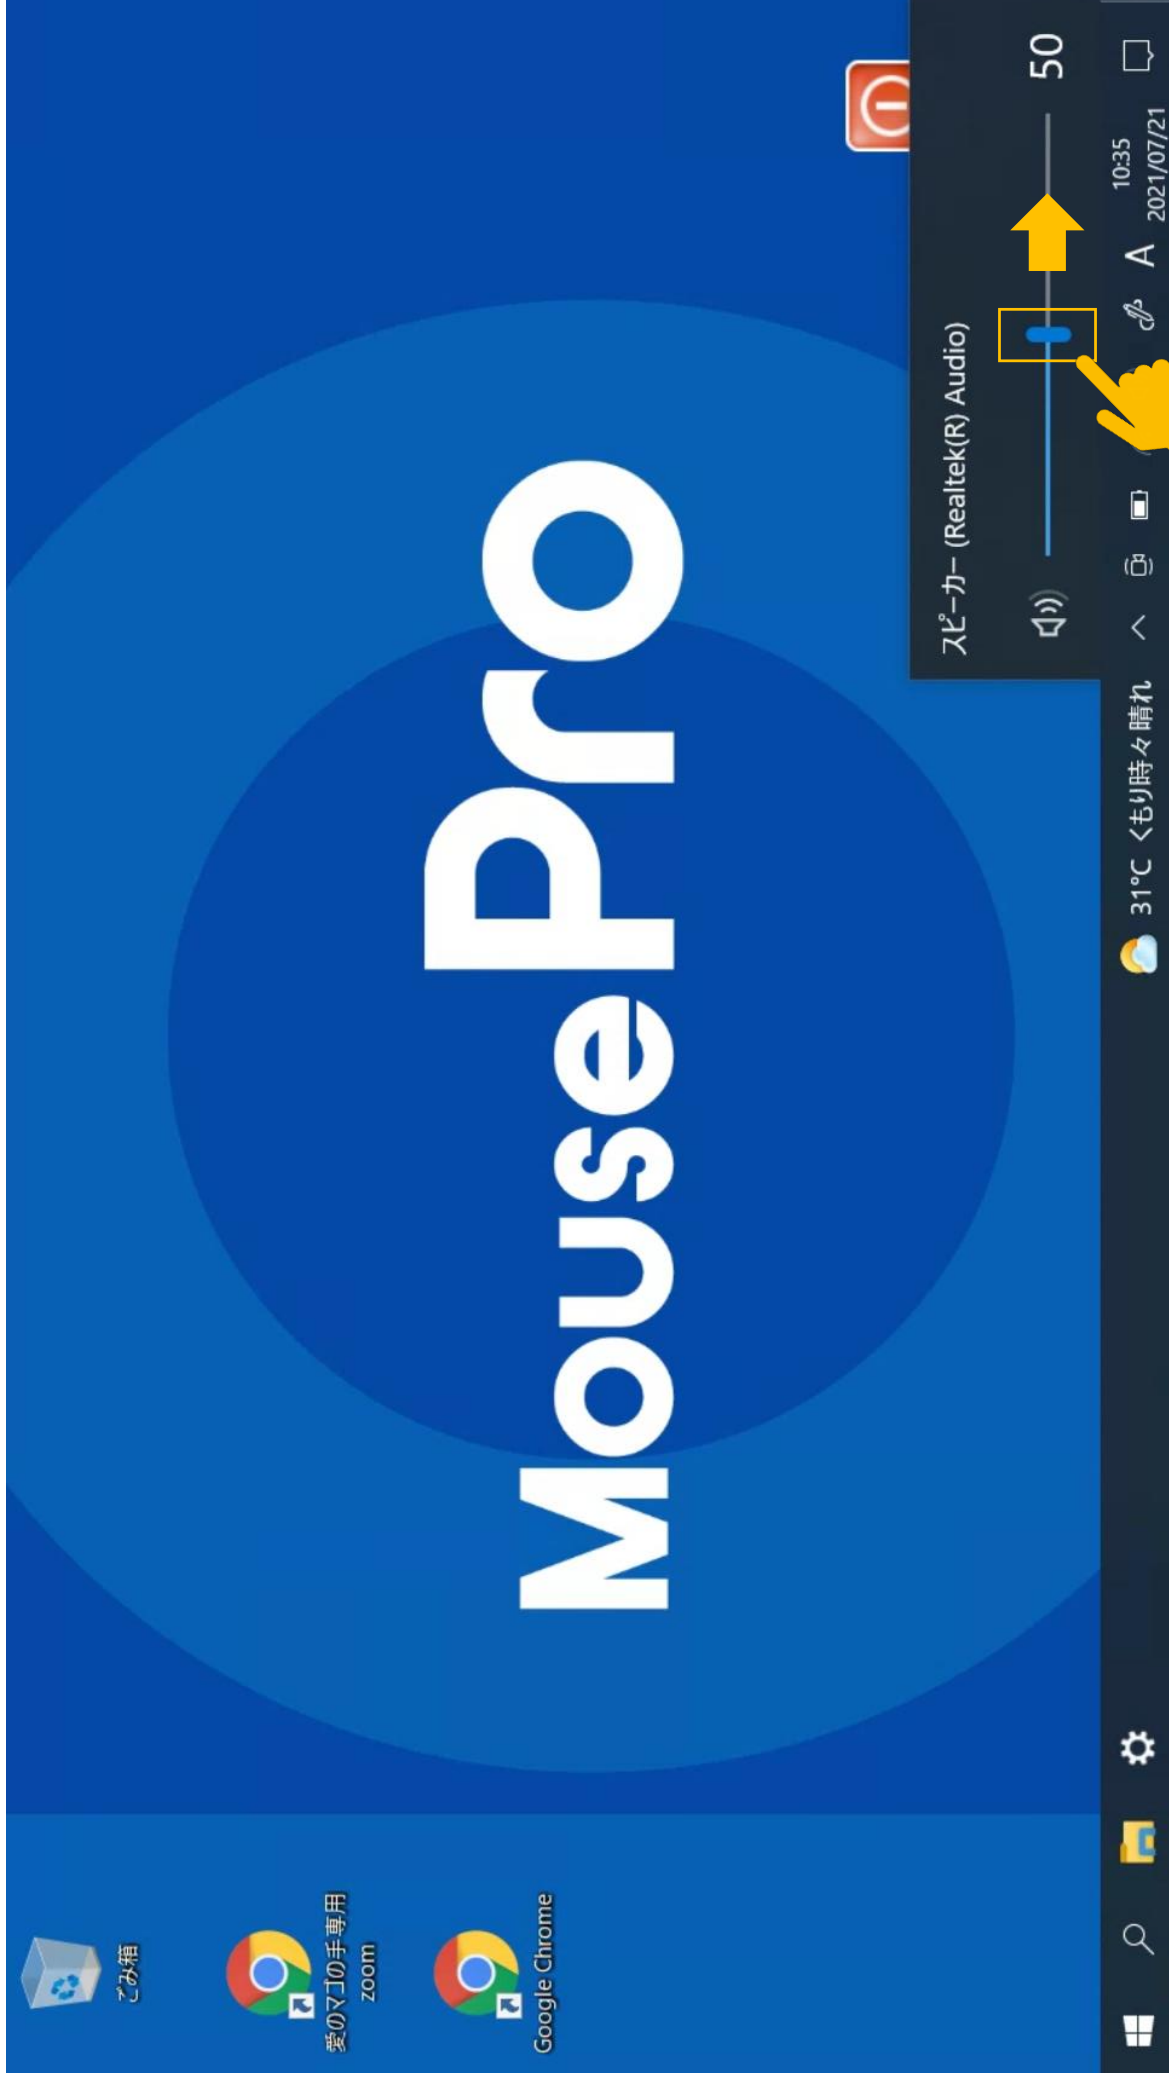 ごみ箱
愛のマゴの手専用
zoom
Google Chrome
MousePro
スピーカー (Realtek(R) Audio)
50
31°C くもり時々晴れ
A
10:35
2021/07/21